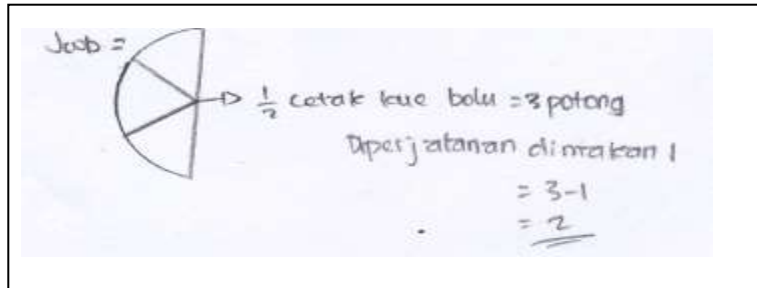 Jwb =
1/2 cetak kue bolu = 3 potong
Diperjalanan dimakan 1
= 3-1
= 2